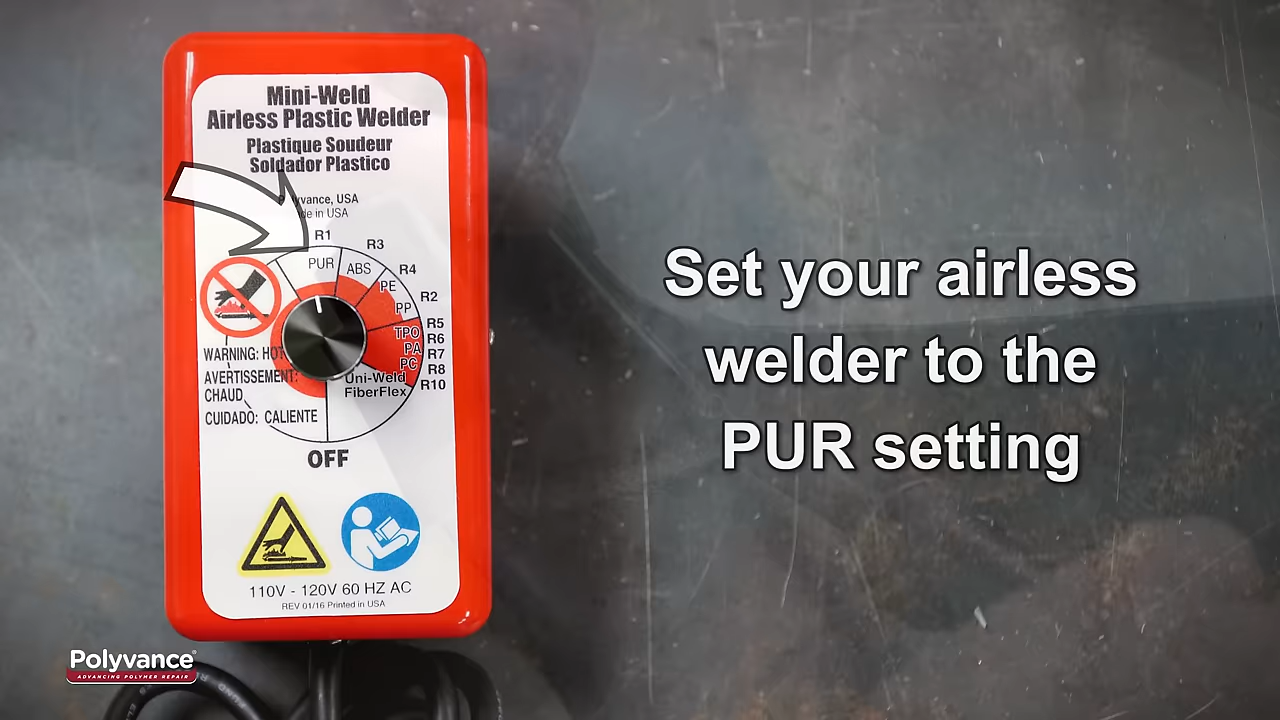 Mini-Weld
Airless Plastic Welder
Plastique Soudeur
Soldador Plastico
USA
in USA
R1
R3
PUR
ABS
R4
PE
R2
PP
R5
TPO
R6
PA
R7
PC
R8
Uni-Weld
R10
FiberFlex
WARNING: HOT
AVERTISSEMENT:
CHAUD
CUIDADO: CALIENTE
OFF
110V - 120V 60 HZ AC
REV 01/16 Printed in USA
Set your airless
welder to the
PUR setting
Polyvance
ADVANCING POLYMER REPAIR